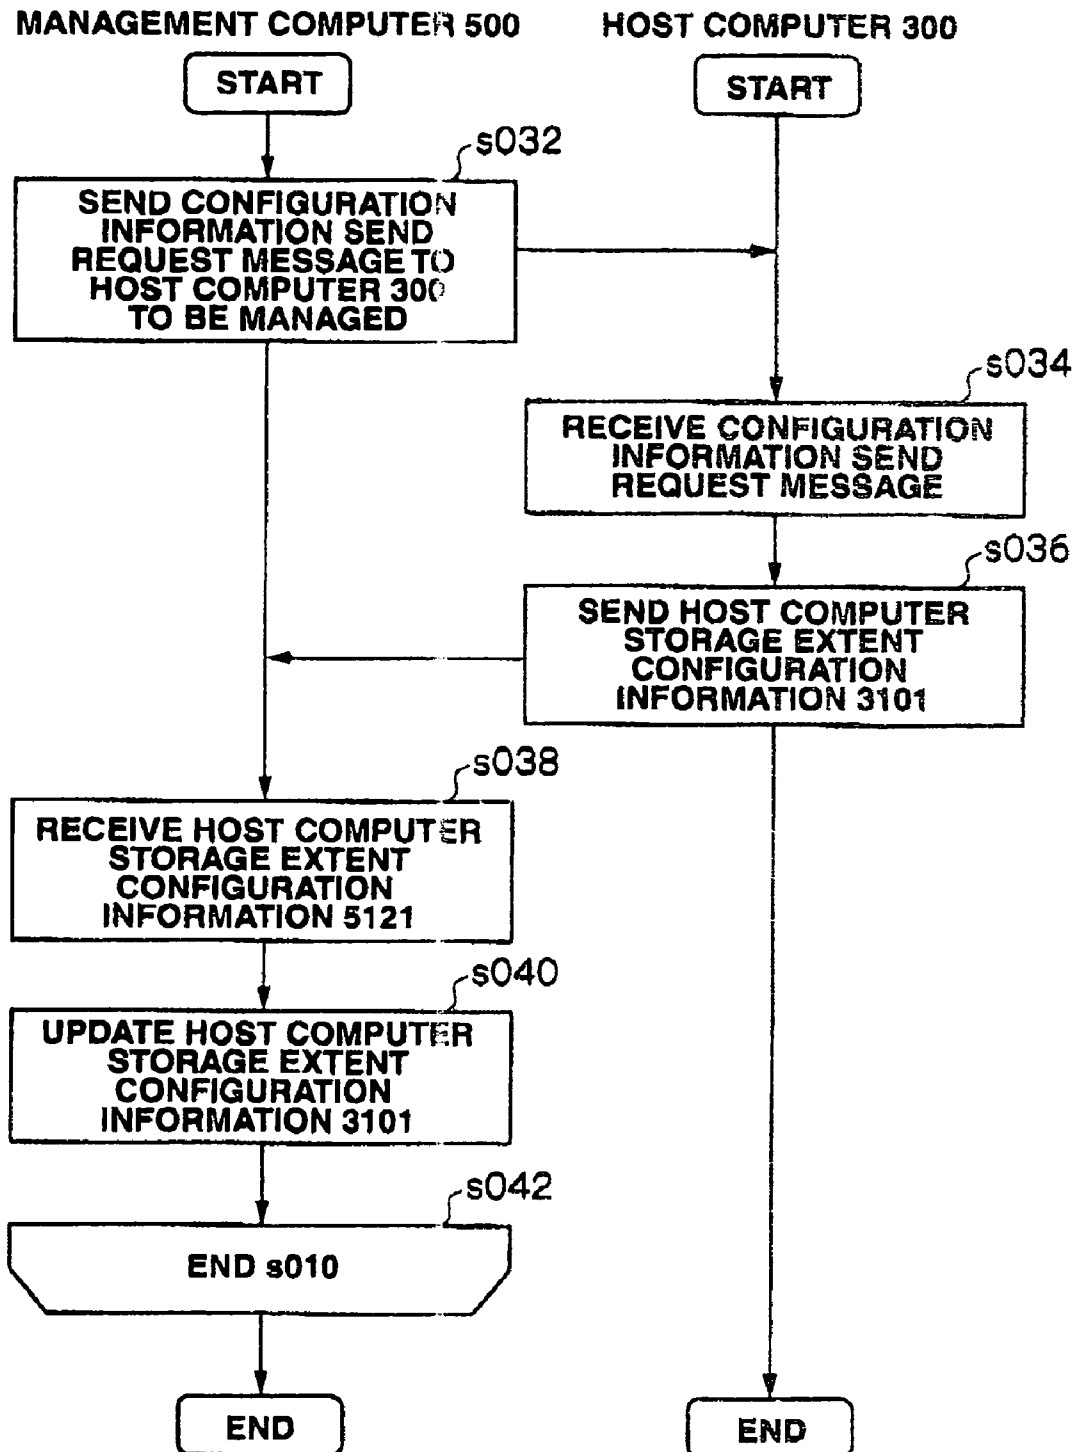 MANAGEMENT COMPUTER 500
HOST COMPUTER 300
START
START
s032
SEND CONFIGURATION
INFORMATION SEND
REQUEST MESSAGE TO
HOST COMPUTER 300
TO BE MANAGED
s034
RECEIVE CONFIGURATION
INFORMATION SEND
REQUEST MESSAGE
s036
SEND HOST COMPUTER
STORAGE EXTENT
CONFIGURATION
INFORMATION 3101
s038
RECEIVE HOST COMPUTER
STORAGE EXTENT
CONFIGURATION
INFORMATION 5121
s040
UPDATE HOST COMPUTER
STORAGE EXTENT
CONFIGURATION
INFORMATION 3101
s042
END s010
END
END